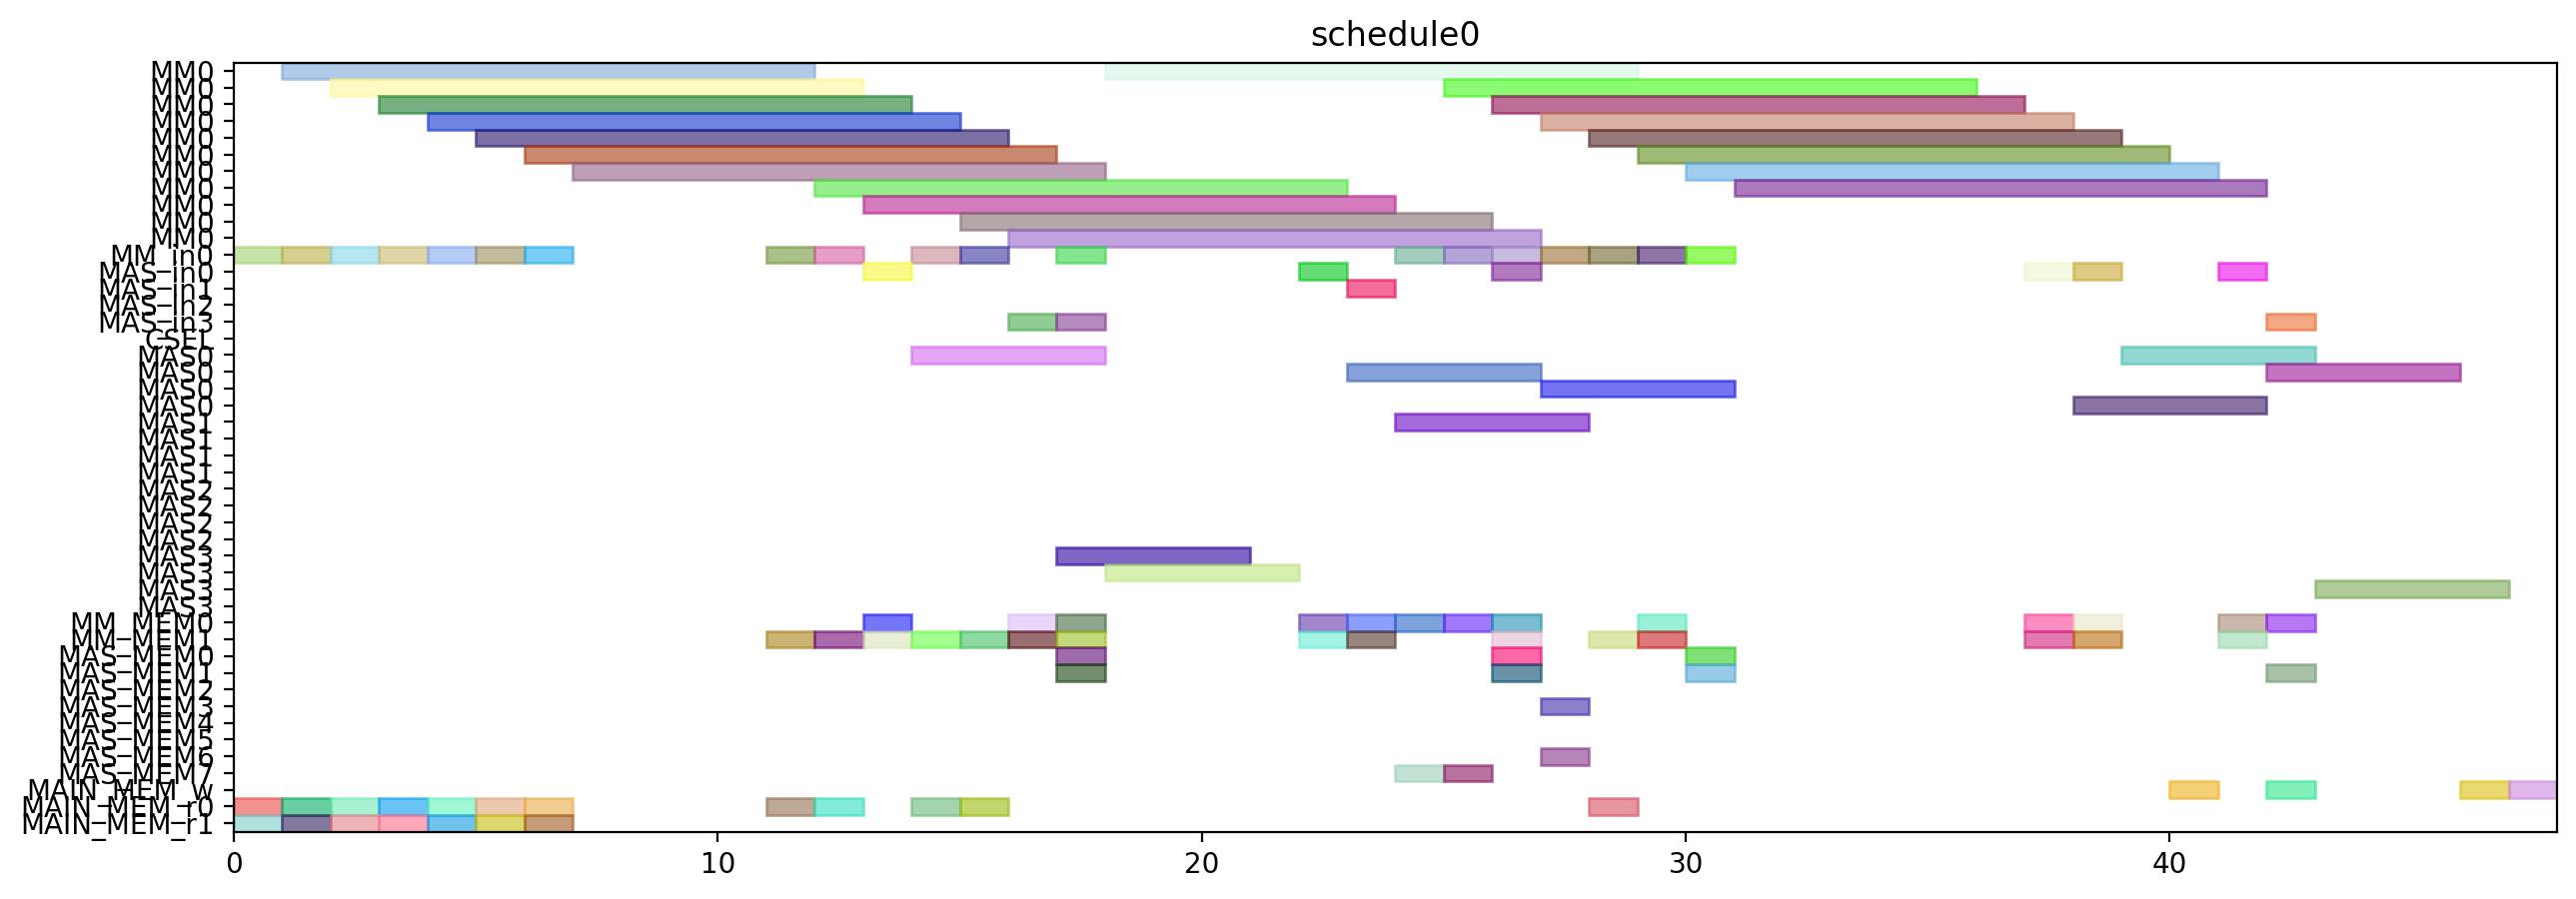 schedule0
MM0
MM0
MM0
MM0
MM0
MM0
MM0
MM0
MM0
MM0
MM0
MM_in0
MAS_in0
MAS_in1
MAS_in2
MAS_in3
CSEL
MAS0
MAS0
MAS0
MAS0
MAS1
MAS1
MAS1
MAS1
MAS2
MAS2
MAS2
MAS2
MAS3
MAS3
MAS3
MAS3
MM_MEM0
MM_MEM1
MAS_MEM0
MAS_MEM1
MAS_MEM2
MAS_MEM3
MAS_MEM4
MAS_MEM5
MAS_MEM6
MAS_MEM7
MAIN_MEM_w
MAIN_MEM_r0
MAIN_MEM_r1
0 10 20 30 40